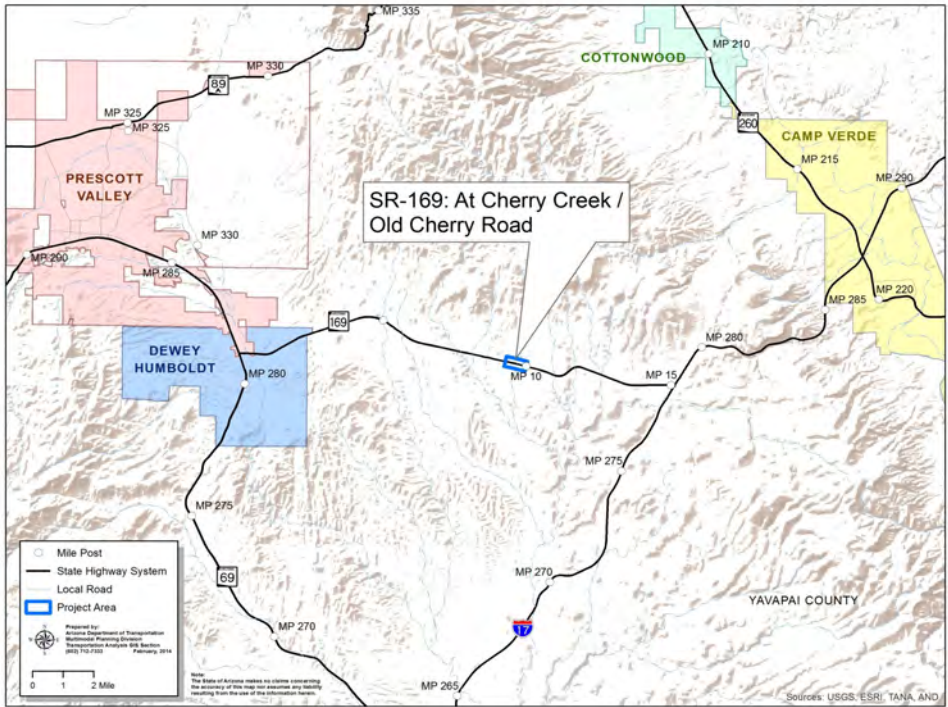 MP 335
MP 210
COTTONWOOD
MP 330
89
260
MP 325
MP 325
CAMP VERDE
MP 215
PRESCOTT
VALLEY
MP 290
SR-169: At Cherry Creek /
Old Cherry Road
MP 330
MP 290
MP 285
MP 220
MP 285
169
MP 280
DEWEY
HUMBOLDT
MP 280
MP 10
MP 15
MP 275
MP 275
Mile Post
State Highway System
Local Road
Project Area
69
MP 270
YAVAPAI COUNTY
17
Prepared by:
Arizona Department of Transportation
Multimodal Planning Division
Transportation Analysis GIS Section
(602) 712-7333 February, 2014
MP 270
0 1 2 Mile
Note:
The State of Arizona makes no claims concerning
the accuracy of this map nor assumes any liability
resulting from the use of the information herein.
MP 265
Sources: USGS, ESRI, TANA, AND